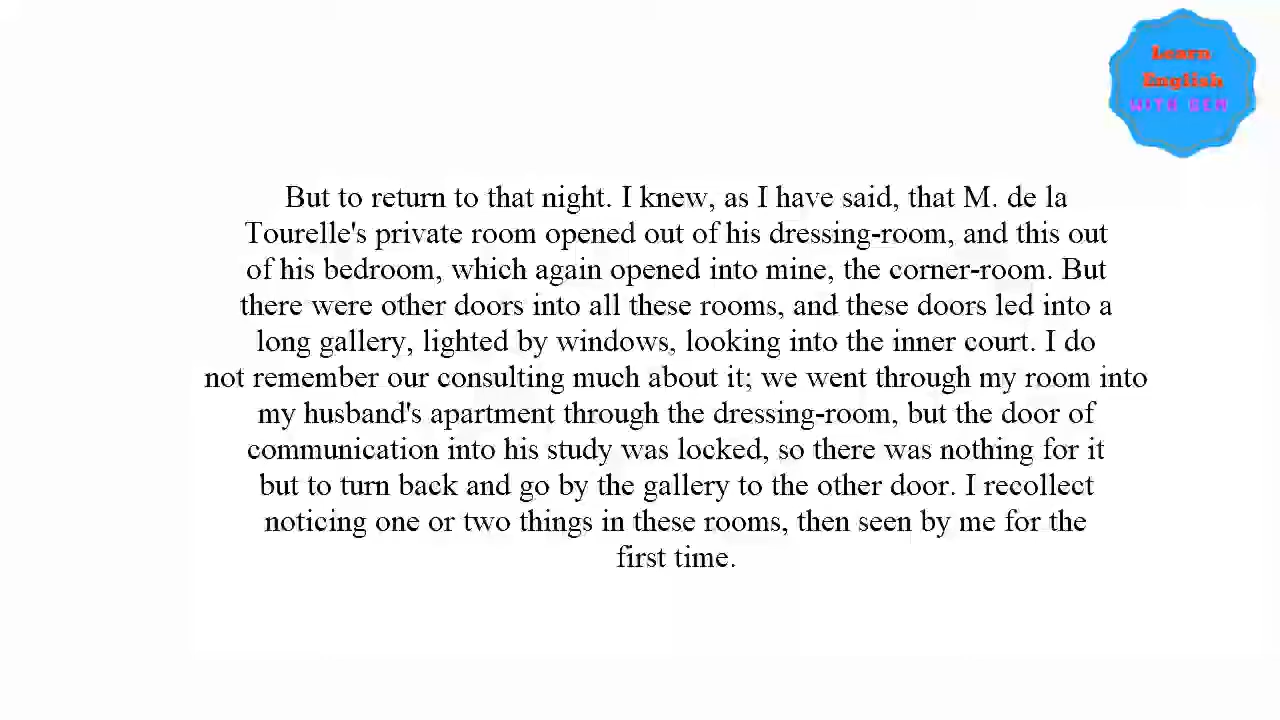 Learn
English
WITH GEM
But to return to that night. I knew, as I have said, that M. de la
Tourelle's private room opened out of his dressing-room, and this out
of his bedroom, which again opened into mine, the corner-room. But
there were other doors into all these rooms, and these doors led into a
long gallery, lighted by windows, looking into the inner court. I do
not remember our consulting much about it; we went through my room into
my husband's apartment through the dressing-room, but the door of
communication into his study was locked, so there was nothing for it
but to turn back and go by the gallery to the other door. I recollect
noticing one or two things in these rooms, then seen by me for the
first time.